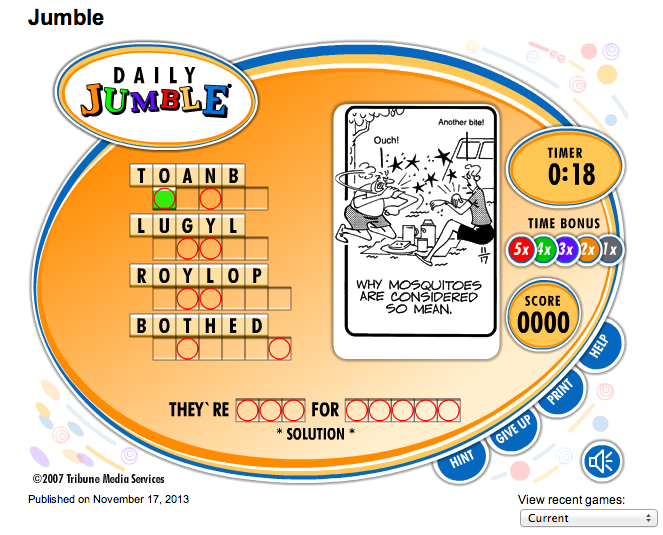 Jumble
DAILY
JUMBLE
TOANB
LUGYL
ROYLOP
BOTHED
Ouch!
Another bite!
11
17
WHY MOSQUITOES
ARE CONSIDERED
SO MEAN.
TIMER
0:18
TIME BONUS
5x 4x 3x 2x 1x
SCORE
0000
HELP
PRINT
GIVE UP
HINT
THEY`RE FOR
* SOLUTION *
©2007 Tribune Media Services
Published on November 17, 2013
View recent games:
Current